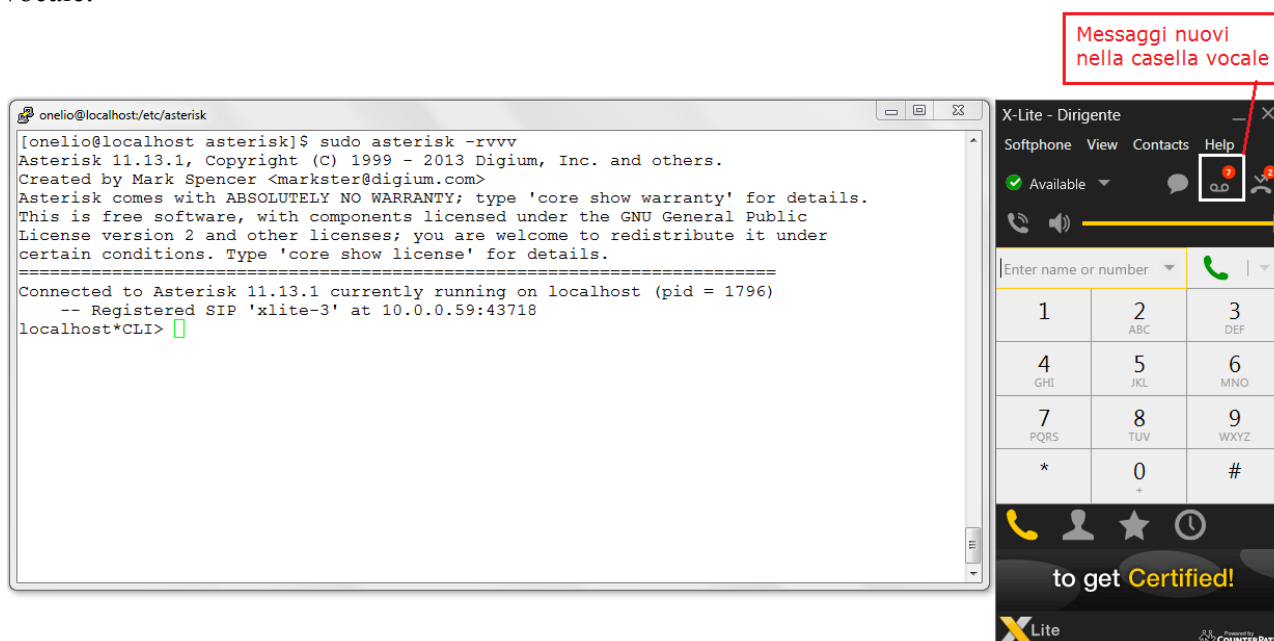 vocale.
Messaggi nuovi
nella casella vocale
onelio@localhost:/etc/asterisk
[onelio@localhost asterisk]$ sudo asterisk -rvvv
Asterisk 11.13.1, Copyright (C) 1999 - 2013 Digium, Inc. and others.
Created by Mark Spencer <markster@digium.com>
Asterisk comes with ABSOLUTELY NO WARRANTY; type 'core show warranty' for details.
This is free software, with components licensed under the GNU General Public
License version 2 and other licenses; you are welcome to redistribute it under
certain conditions. Type 'core show license' for details.
=========================================================================
Connected to Asterisk 11.13.1 currently running on localhost (pid = 1796)
    -- Registered SIP 'xlite-3' at 10.0.0.59:43718
localhost*CLI>
X-Lite - Dirigente
Softphone View Contacts Help
Available 7 2
Enter name or number
1 2 3
ABC DEF
4 5 6
GHI JKL MNO
7 8 9
PQRS TUV WXYZ
* 0 #
+
to get Certified!
X Lite
Powered by
COUNTERPAT